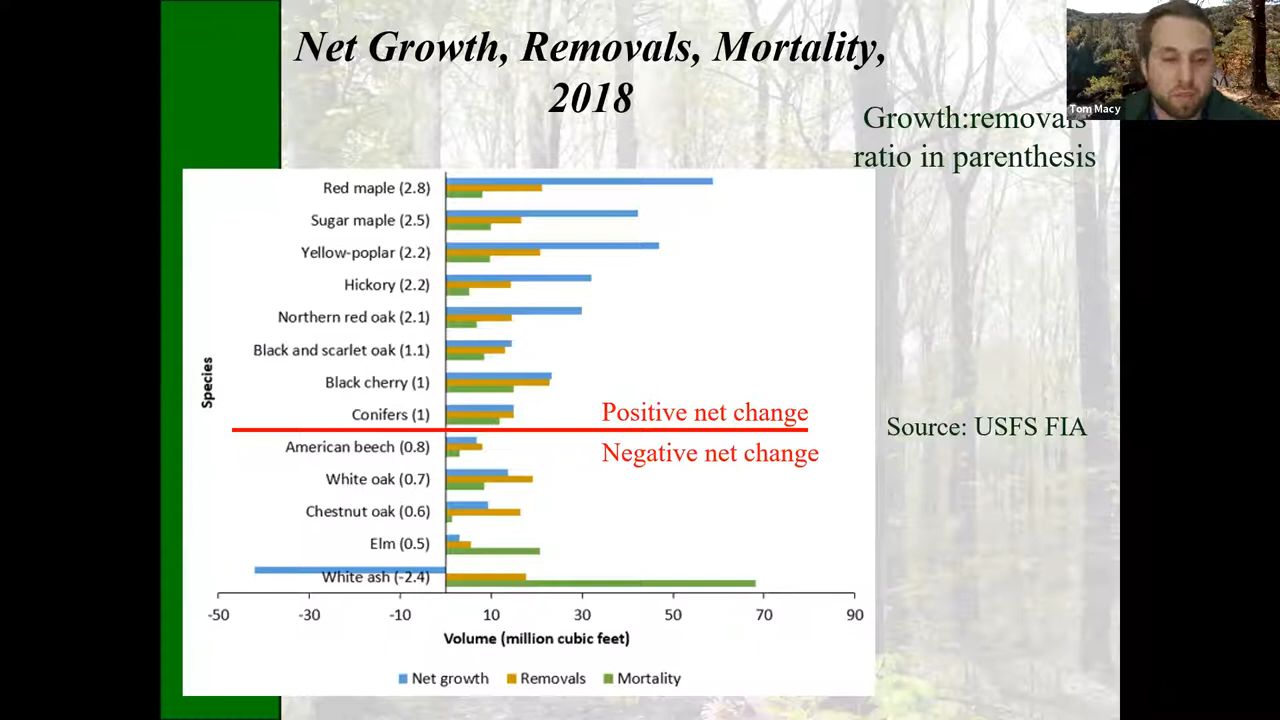 Net Growth, Removals, Mortality,
2018
Tom Macy
Growth:removals
ratio in parenthesis
Species
Red maple (2.8)
Sugar maple (2.5)
Yellow-poplar (2.2)
Hickory (2.2)
Northern red oak (2.1)
Black and scarlet oak (1.1)
Black cherry (1)
Conifers (1)
American beech (0.8)
White oak (0.7)
Chestnut oak (0.6)
Elm (0.5)
White ash (-2.4)
Positive net change
Negative net change
Source: USFS FIA
-50 -30 -10 10 30 50 70 90
Volume (million cubic feet)
Net growth Removals Mortality